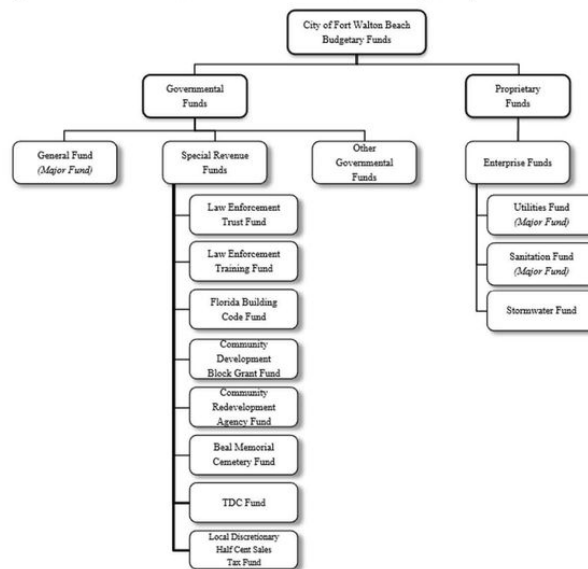 City of Fort Walton Beach
Budgetary Funds
Governmental
Funds
Proprietary
Funds
General Fund
(Major Fund)
Special Revenue
Funds
Other
Governmental
Funds
Enterprise Funds
Law Enforcement
Trust Fund
Law Enforcement
Training Fund
Florida Building
Code Fund
Community
Development
Block Grant Fund
Community
Redevelopment
Agency Fund
Beal Memorial
Cemetery Fund
TDC Fund
Local Discretionary
Half Cent Sales
Tax Fund
Utilities Fund
(Major Fund)
Sanitation Fund
(Major Fund)
Stormwater Fund